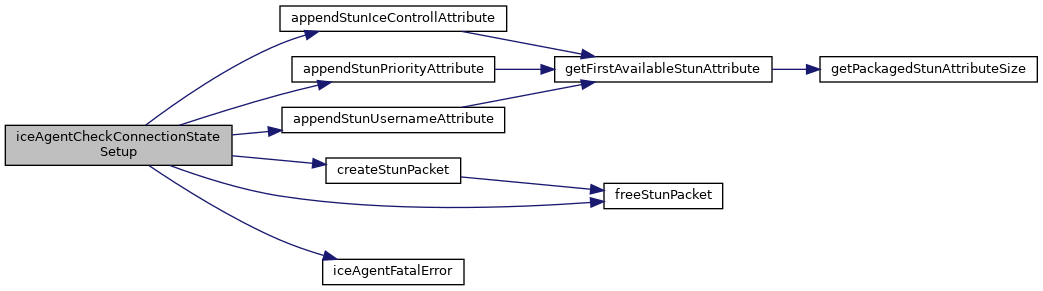 iceAgentCheckConnectionState
Setup
appendStunIceControllAttribute
appendStunPriorityAttribute
appendStunUsernameAttribute
createStunPacket
iceAgentFatalError
getFirstAvailableStunAttribute
freeStunPacket
getPackagedStunAttributeSize